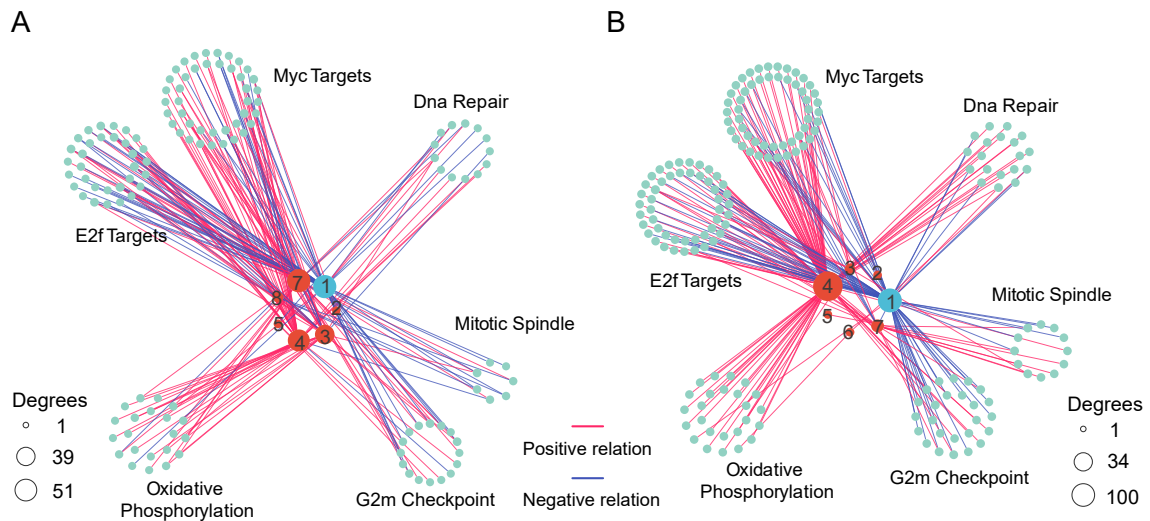 A
B
Myc Targets
Myc Targets
Dna Repair
Dna Repair
E2f Targets
E2f Targets
7
1
8
2
5
4
3
3
2
4
1
5
6
7
Mitotic Spindle
Mitotic Spindle
Degrees
1
39
51
Positive relation
Negative relation
Degrees
1
34
100
Oxidative
Phosphorylation
G2m Checkpoint
Oxidative
Phosphorylation
G2m Checkpoint